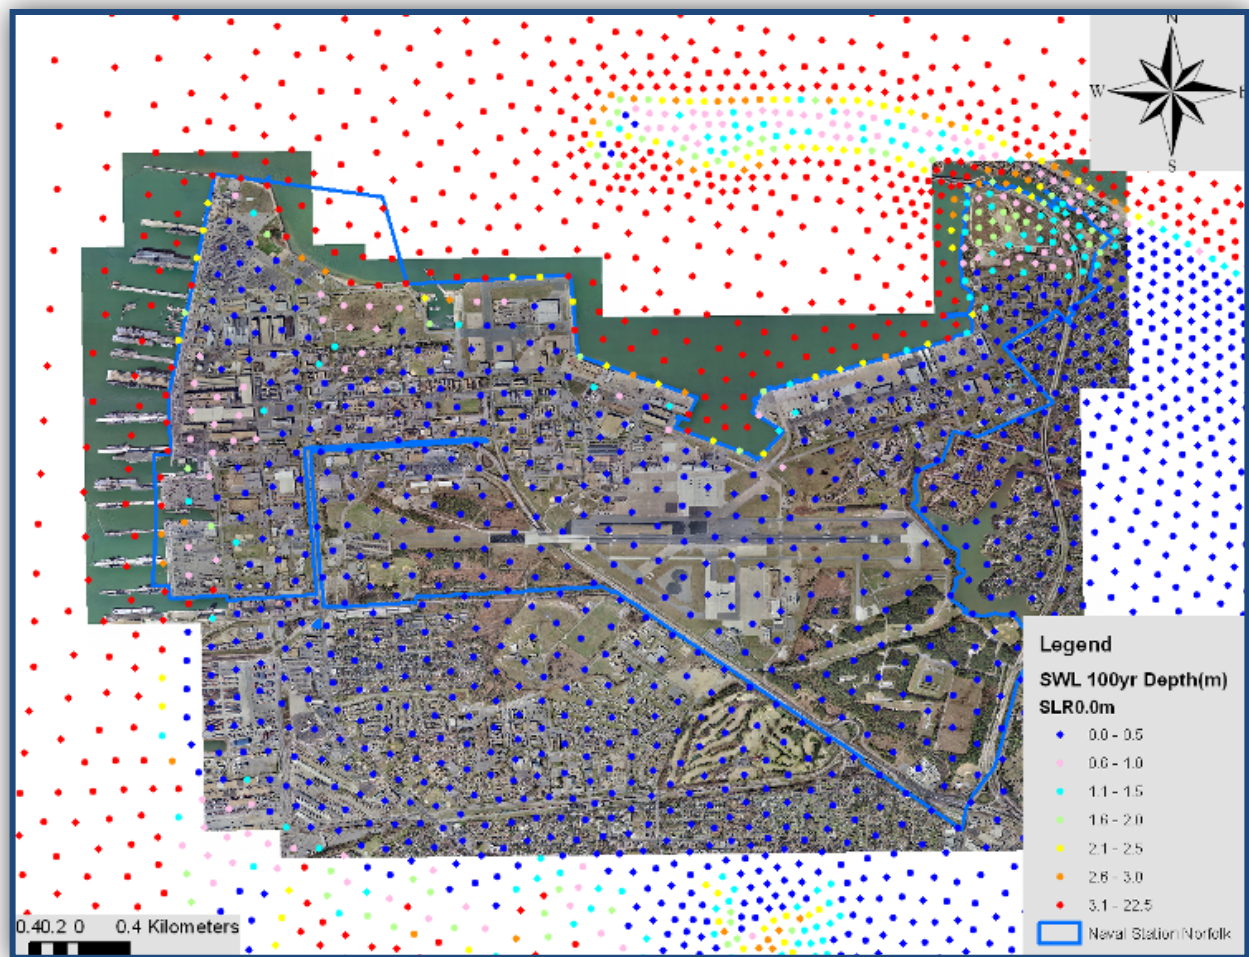 N
W E
S
Legend
SWL 100yr Depth(m)
SLR0.0m
0.0 - 0.5
0.6 - 1.0
1.1 - 1.5
1.6 - 2.0
2.1 - 2.5
2.6 - 3.0
3.1 - 22.5
Naval Station Norfolk
0.40.2 0 0.4 Kilometers